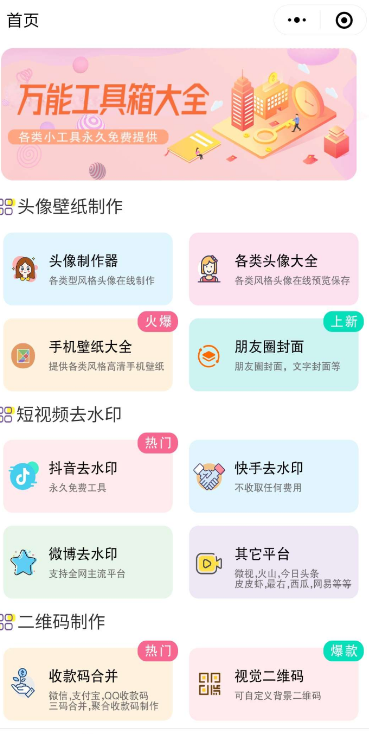 首页
万能工具箱大全
各类小工具永久免费提供
头像壁纸制作
头像制作器
各类型风格头像在线制作
各类头像大全
各类风格头像在线预览保存
火爆
手机壁纸大全
提供各类风格高清手机壁纸
上新
朋友圈封面
朋友圈封面，文字封面等
短视频去水印
热门
抖音去水印
永久免费工具
快手去水印
不收取任何费用
微博去水印
支持全网主流平台
其它平台
微视,火山,今日头条
皮皮虾,最右,西瓜,网易等等
二维码制作
热门
收款码合并
微信,支付宝,QQ收款码
三码合并,聚合收款码制作
爆款
视觉二维码
可自定义背景二维码